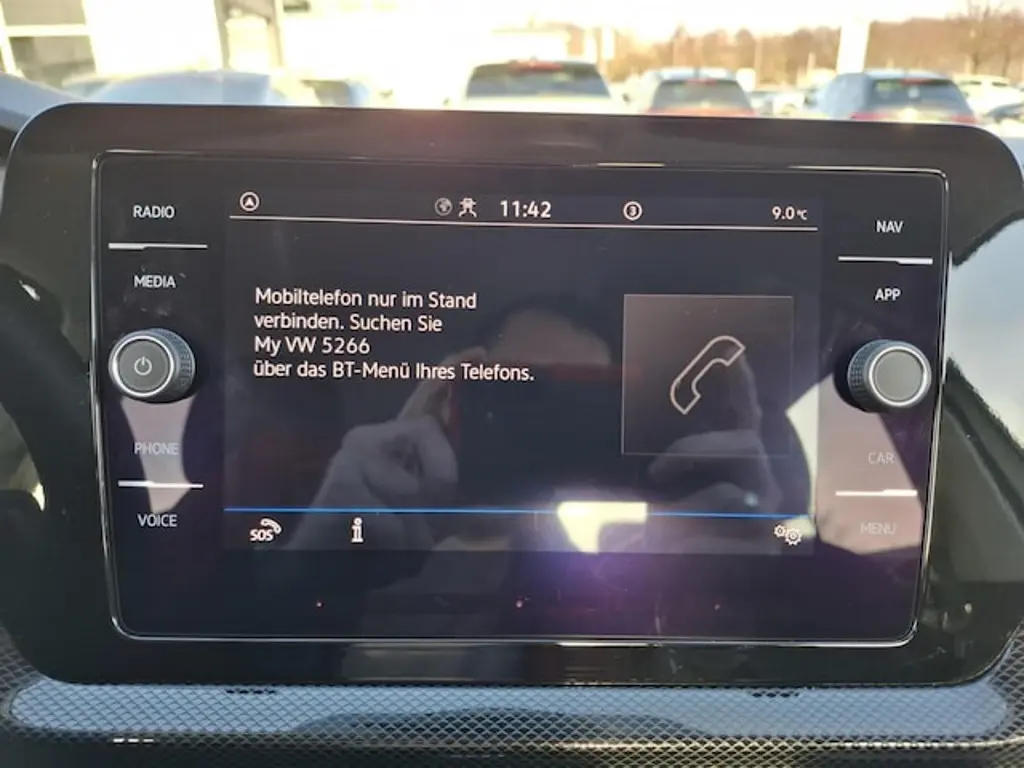 RADIO
MEDIA
PHONE
VOICE
11:42
3
9.0°C
Mobiltelefon nur im Stand
verbinden. Suchen Sie
My VW 5266
über das BT-Menü Ihres Telefons.
SOS
i
NAV
APP
CAR
MENU